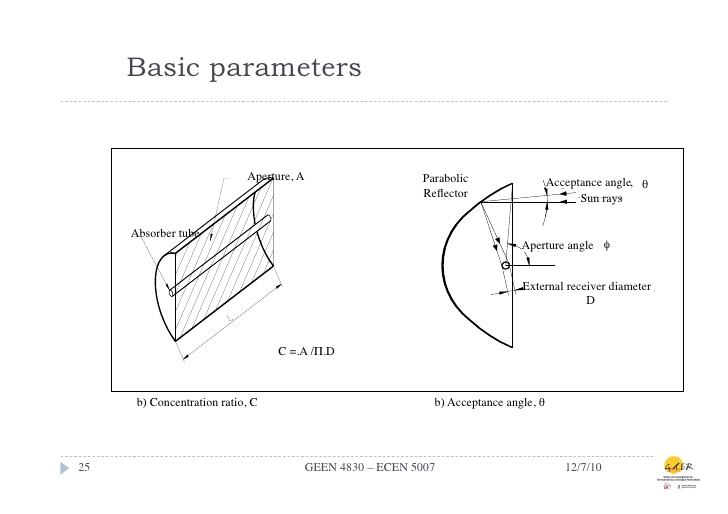 Basic parameters
Aperture, A
Absorber tube
C =.A /Π.D
b) Concentration ratio, C
Parabolic
Reflector
Acceptance angle, θ
Sun rays
Aperture angle ϕ
External receiver diameter
D
b) Acceptance angle, θ
25
GEEN 4830 – ECEN 5007
12/7/10